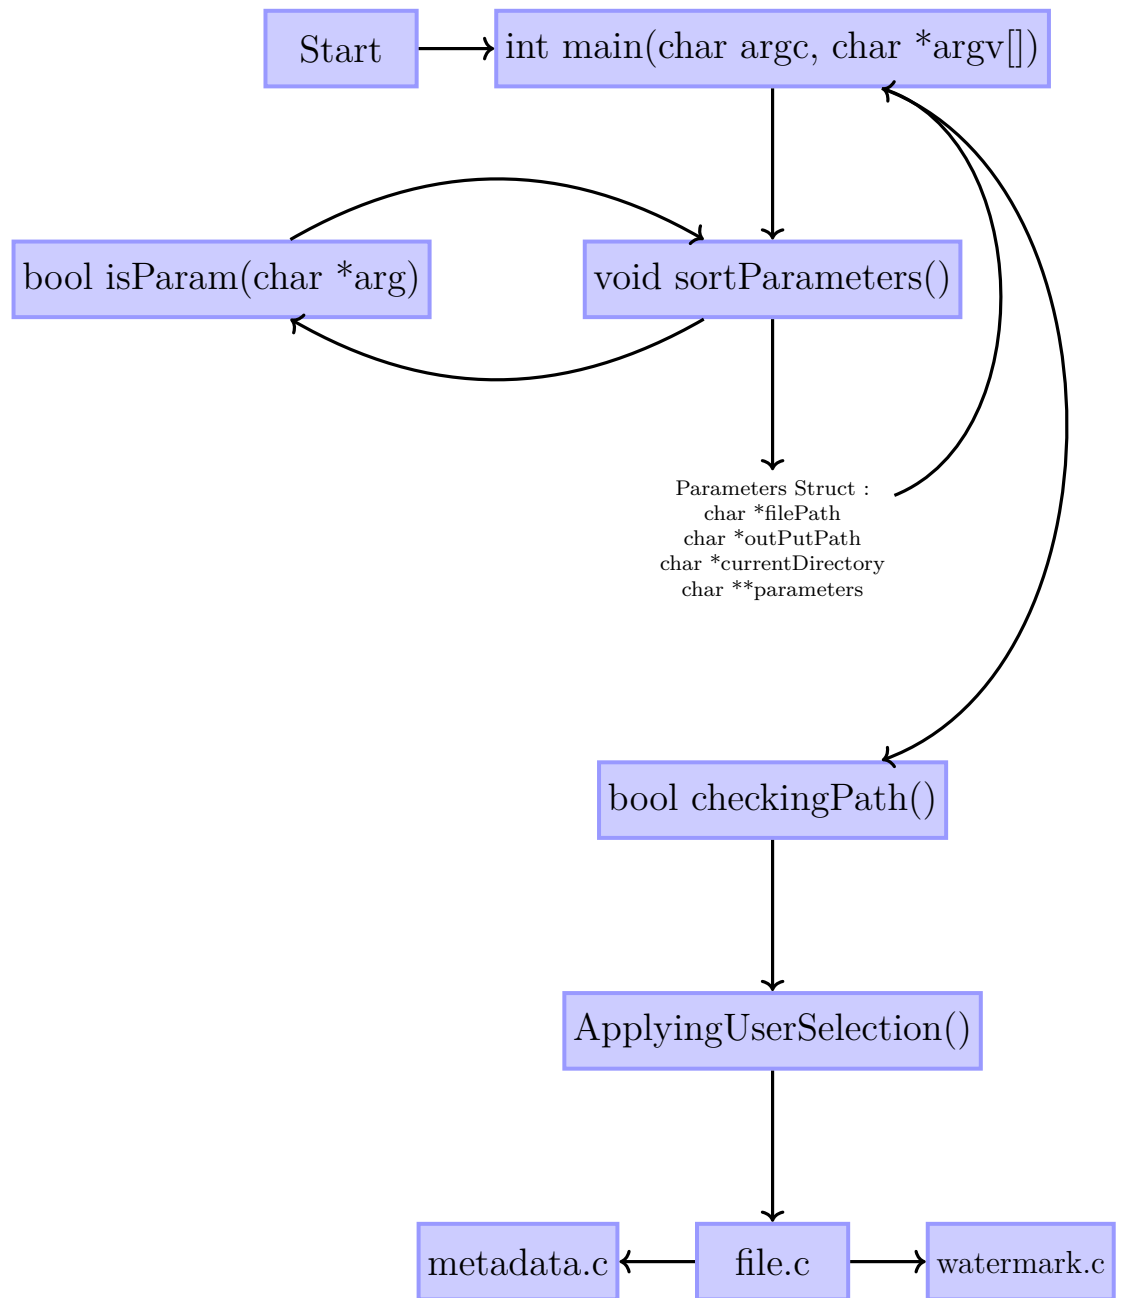 Start
int main(char argc, char *argv[])
bool isParam(char *arg)
void sortParameters()
Parameters Struct :
char *filePath
char *outPutPath
char *currentDirectory
char **parameters
bool checkingPath()
ApplyingUserSelection()
metadata.c
file.c
watermark.c